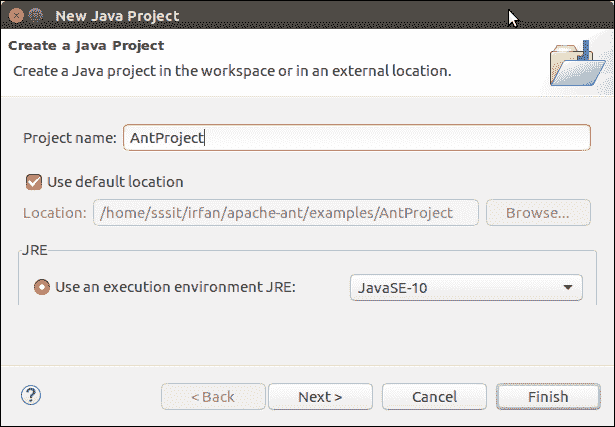 New Java Project
Create a Java Project
Create a Java project in the workspace or in an external location.
Project name: AntProject
Use default location
Location: /home/sssit/irfan/apache-ant/examples/AntProject Browse...
JRE
Use an execution environment JRE: JavaSE-10
? < Back Next > Cancel Finish